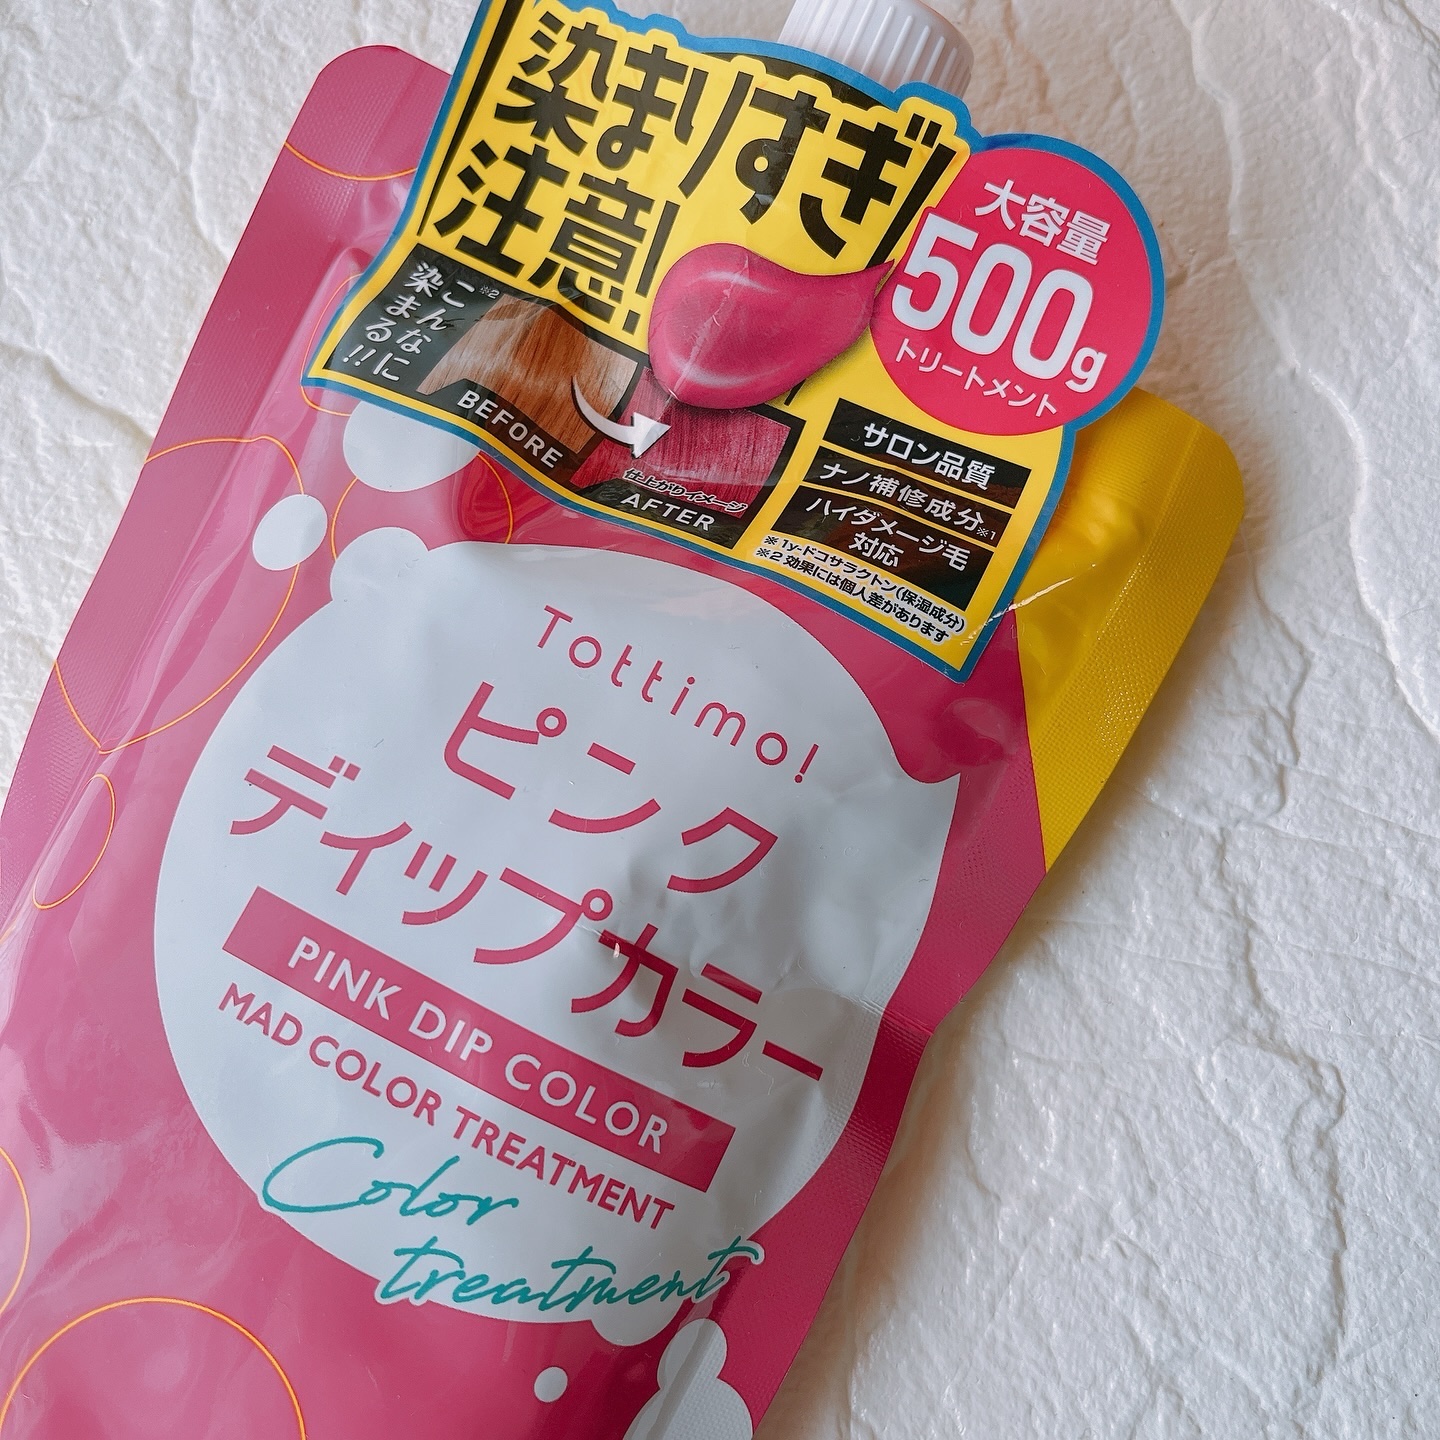 染まりすぎ
注意!
大容量
500g
トリートメント
※2
こんなに
染まる!!
BEFORE
仕上がりイメージ
AFTER
サロン品質
ナノ補修成分※1
ハイダメージ毛
対応
※1γ-ドコサラクトン(保湿成分)
※2 効果には個人差があります
Tottimo!
ピンク
ディップカラー
PINK DIP COLOR
MAD COLOR TREATMENT
Color
treatment